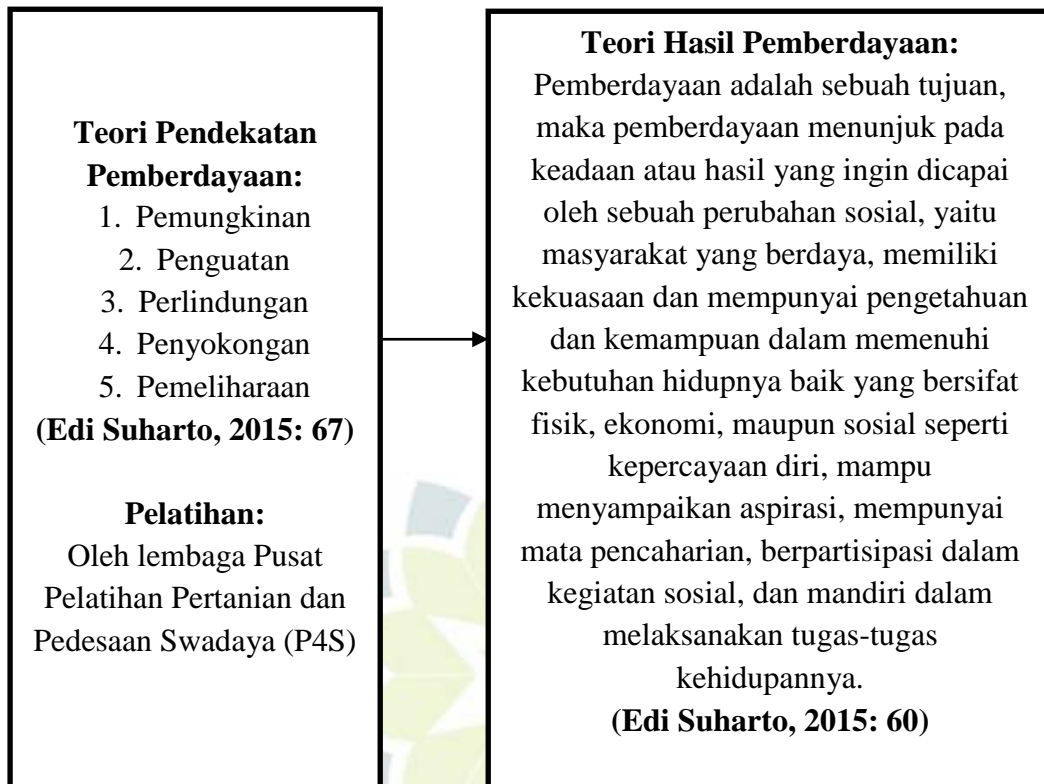 Teori Pendekatan
Pemberdayaan:
1. Pemungkinan
2. Penguatan
3. Perlindungan
4. Penyokongan
5. Pemeliharaan
(Edi Suharto, 2015: 67)
Pelatihan:
Oleh lembaga Pusat
Pelatihan Pertanian dan
Pedesaan Swadaya (P4S)
Teori Hasil Pemberdayaan:
Pemberdayaan adalah sebuah tujuan,
maka pemberdayaan menunjuk pada
keadaan atau hasil yang ingin dicapai
oleh sebuah perubahan sosial, yaitu
masyarakat yang berdaya, memiliki
kekuasaan dan mempunyai pengetahuan
dan kemampuan dalam memenuhi
kebutuhan hidupnya baik yang bersifat
fisik, ekonomi, maupun sosial seperti
kepercayaan diri, mampu
menyampaikan aspirasi, mempunyai
mata pencaharian, berpartisipasi dalam
kegiatan sosial, dan mandiri dalam
melaksanakan tugas-tugas
kehidupannya.
(Edi Suharto, 2015: 60)